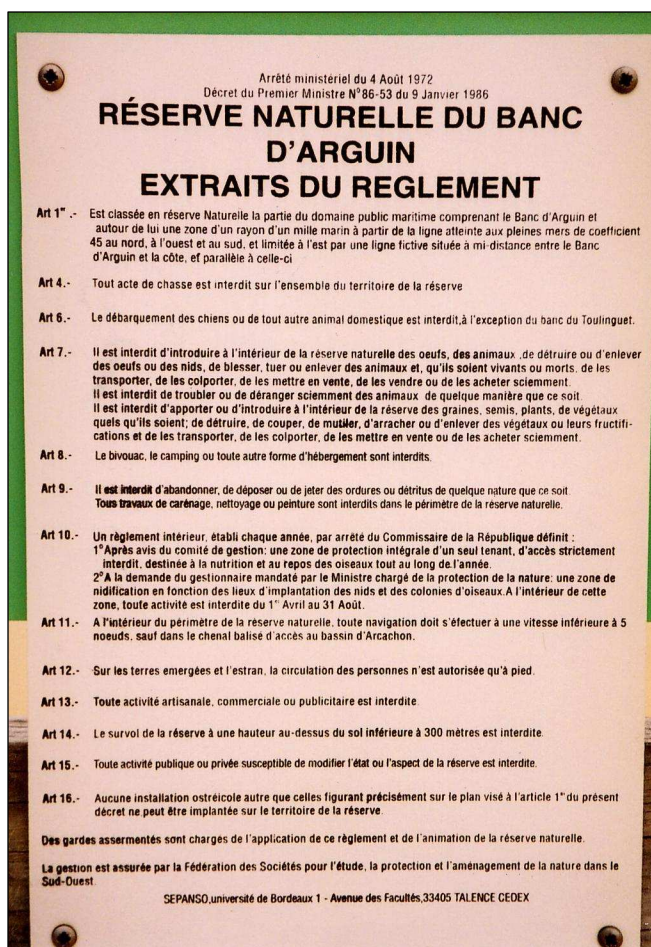 Arrêté ministériel du 4 Août 1972
Décret du Premier Ministre N°86-53 du 9 Janvier 1986
RÉSERVE NATURELLE DU BANC
D'ARGUIN
EXTRAITS DU REGLEMENT
Art 1er .- Est classée en réserve Naturelle la partie du domaine public maritime comprenant le Banc d'Arguin et
autour de lui une zone d'un rayon d'un mille marin à partir de la ligne atteinte aux pleines mers de coefficient
45 au nord, à l'ouest et au sud, et limitée à l'est par une ligne fictive située à mi-distance entre le Banc
d'Arguin et la côte, et parallèle à celle-ci
Art 4.- Tout acte de chasse est interdit sur l'ensemble du territoire de la réserve
Art 6.- Le débarquement des chiens ou de tout autre animal domestique est interdit,à l'exception du banc du Toulinguet.
Art 7.- Il est interdit d'introduire à l'intérieur de la réserve naturelle des oeufs, des animaux ,de détruire ou d'enlever
des oeufs ou des nids, de blesser, tuer ou enlever des animaux et, qu'ils soient vivants ou morts, de les
transporter, de les colporter, de les mettre en vente, de les vendre ou de les acheter sciemment.
Il est interdit de troubler ou de déranger sciemment des animaux de quelque manière que ce soit.
Il est interdit d'apporter ou d'introduire à l'intérieur de la réserve des graines, semis, plants, de végétaux
quels qu'ils soient; de détruire, de couper, de mutiler, d'arracher ou d'enlever des végétaux ou leurs fructifi-
cations et de les transporter, de les colporter, de les mettre en vente ou de les acheter sciemment.
Art 8.- Le bivouac, le camping ou toute autre forme d'hébergement sont interdits.
Art 9.- Il est interdit d'abandonner, de déposer ou de jeter des ordures ou détritus de quelque nature que ce soit.
Tous travaux de carénage, nettoyage ou peinture sont interdits dans le périmètre de la réserve naturelle.
Art 10.- Un règlement intérieur, établi chaque année, par arrêté du Commissaire de la République définit :
1°Après avis du comité de gestion: une zone de protection intégrale d'un seul tenant, d'accès strictement
interdit, destinée à la nutrition et au repos des oiseaux tout au long de l'année.
2°A la demande du gestionnaire mandaté par le Ministre chargé de la protection de la nature: une zone de
nidification en fonction des lieux d'implantation des nids et des colonies d'oiseaux.A l'intérieur de cette
zone, toute activité est interdite du 1er Avril au 31 Août.
Art 11.- A l'intérieur du périmètre de la réserve naturelle, toute navigation doit s'éfectuer à une vitesse inférieure à 5
noeuds, sauf dans le chenal balisé d'accès au bassin d'Arcachon.
Art 12.- Sur les terres emergées et l'estran, la circulation des personnes n'est autorisée qu'à pied.
Art 13.- Toute activité artisanale, commerciale ou publicitaire est interdite
Art 14.- Le survol de la réserve à une hauteur au-dessus du sol inférieure à 300 mètres est interdite.
Art 15.- Toute activité publique ou privée susceptible de modifier l'état ou l'aspect de la réserve est interdite.
Art 16.- Aucune installation ostréicole autre que celles figurant précisément sur le plan visé à l'article 1er du présent
décret ne peut être implantée sur le territoire de la réserve
Des gardes assermentés sont charges de l'application de ce règlement et de l'animation de la réserve naturelle.
La gestion est assurée par la Fédération des Sociétés pour l'étude, la protection et l'aménagement de la nature dans le
Sud-Ouest
SEPANSO,université de Bordeaux 1 - Avenue des Facultés,33405 TALENCE CEDEX